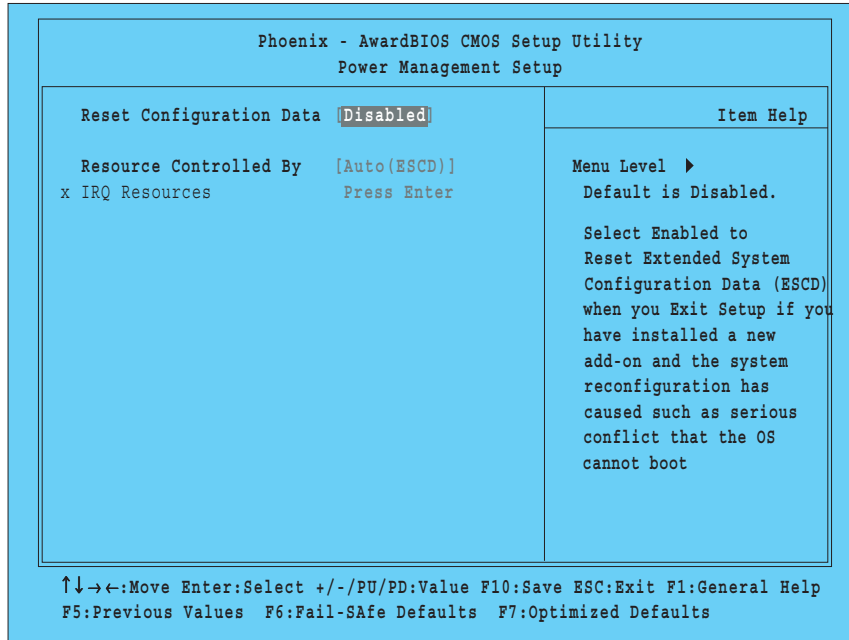 Phoenix - AwardBIOS CMOS Setup Utility
Power Management Setup
Reset Configuration Data [Disabled]
Resource Controlled By [Auto(ESCD)]
x IRQ Resources Press Enter
Item Help
Menu Level ▶
Default is Disabled.
Select Enabled to
Reset Extended System
Configuration Data (ESCD)
when you Exit Setup if you
have installed a new
add-on and the system
reconfiguration has
caused such as serious
conflict that the OS
cannot boot
↑↓→←:Move Enter:Select +/-/PU/PD:Value F10:Save ESC:Exit F1:General Help
F5:Previous Values F6:Fail-SAfe Defaults F7:Optimized Defaults